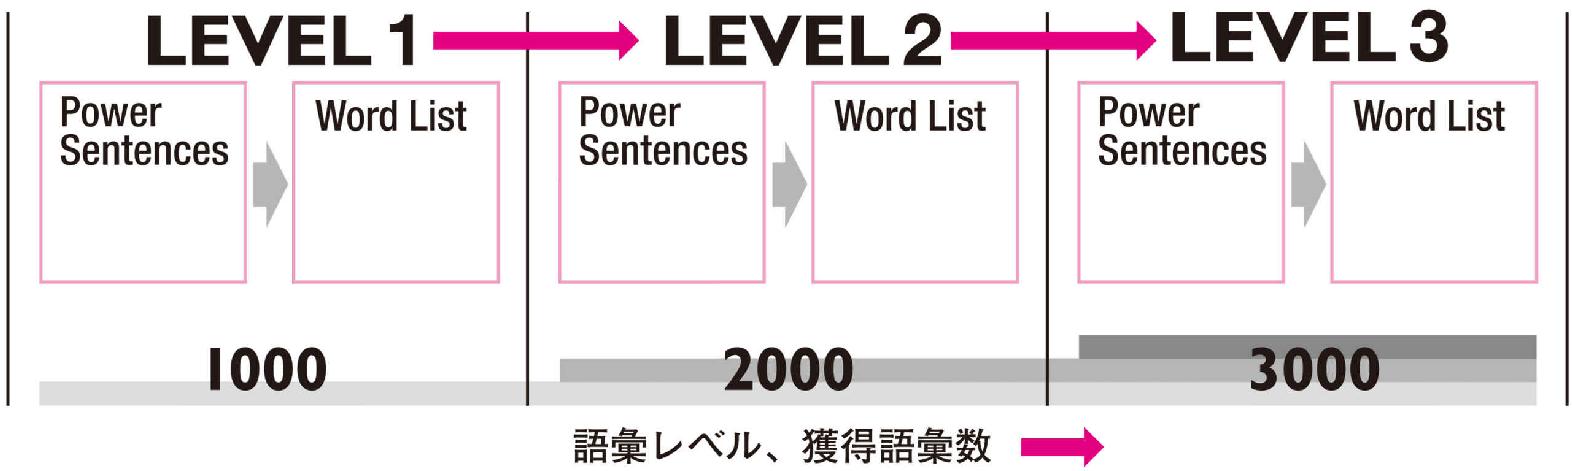 LEVEL 1
LEVEL 2
LEVEL 3
Power
Sentences
Word List
Power
Sentences
Word List
Power
Sentences
Word List
1000
2000
3000
語彙レベル、獲得語彙数